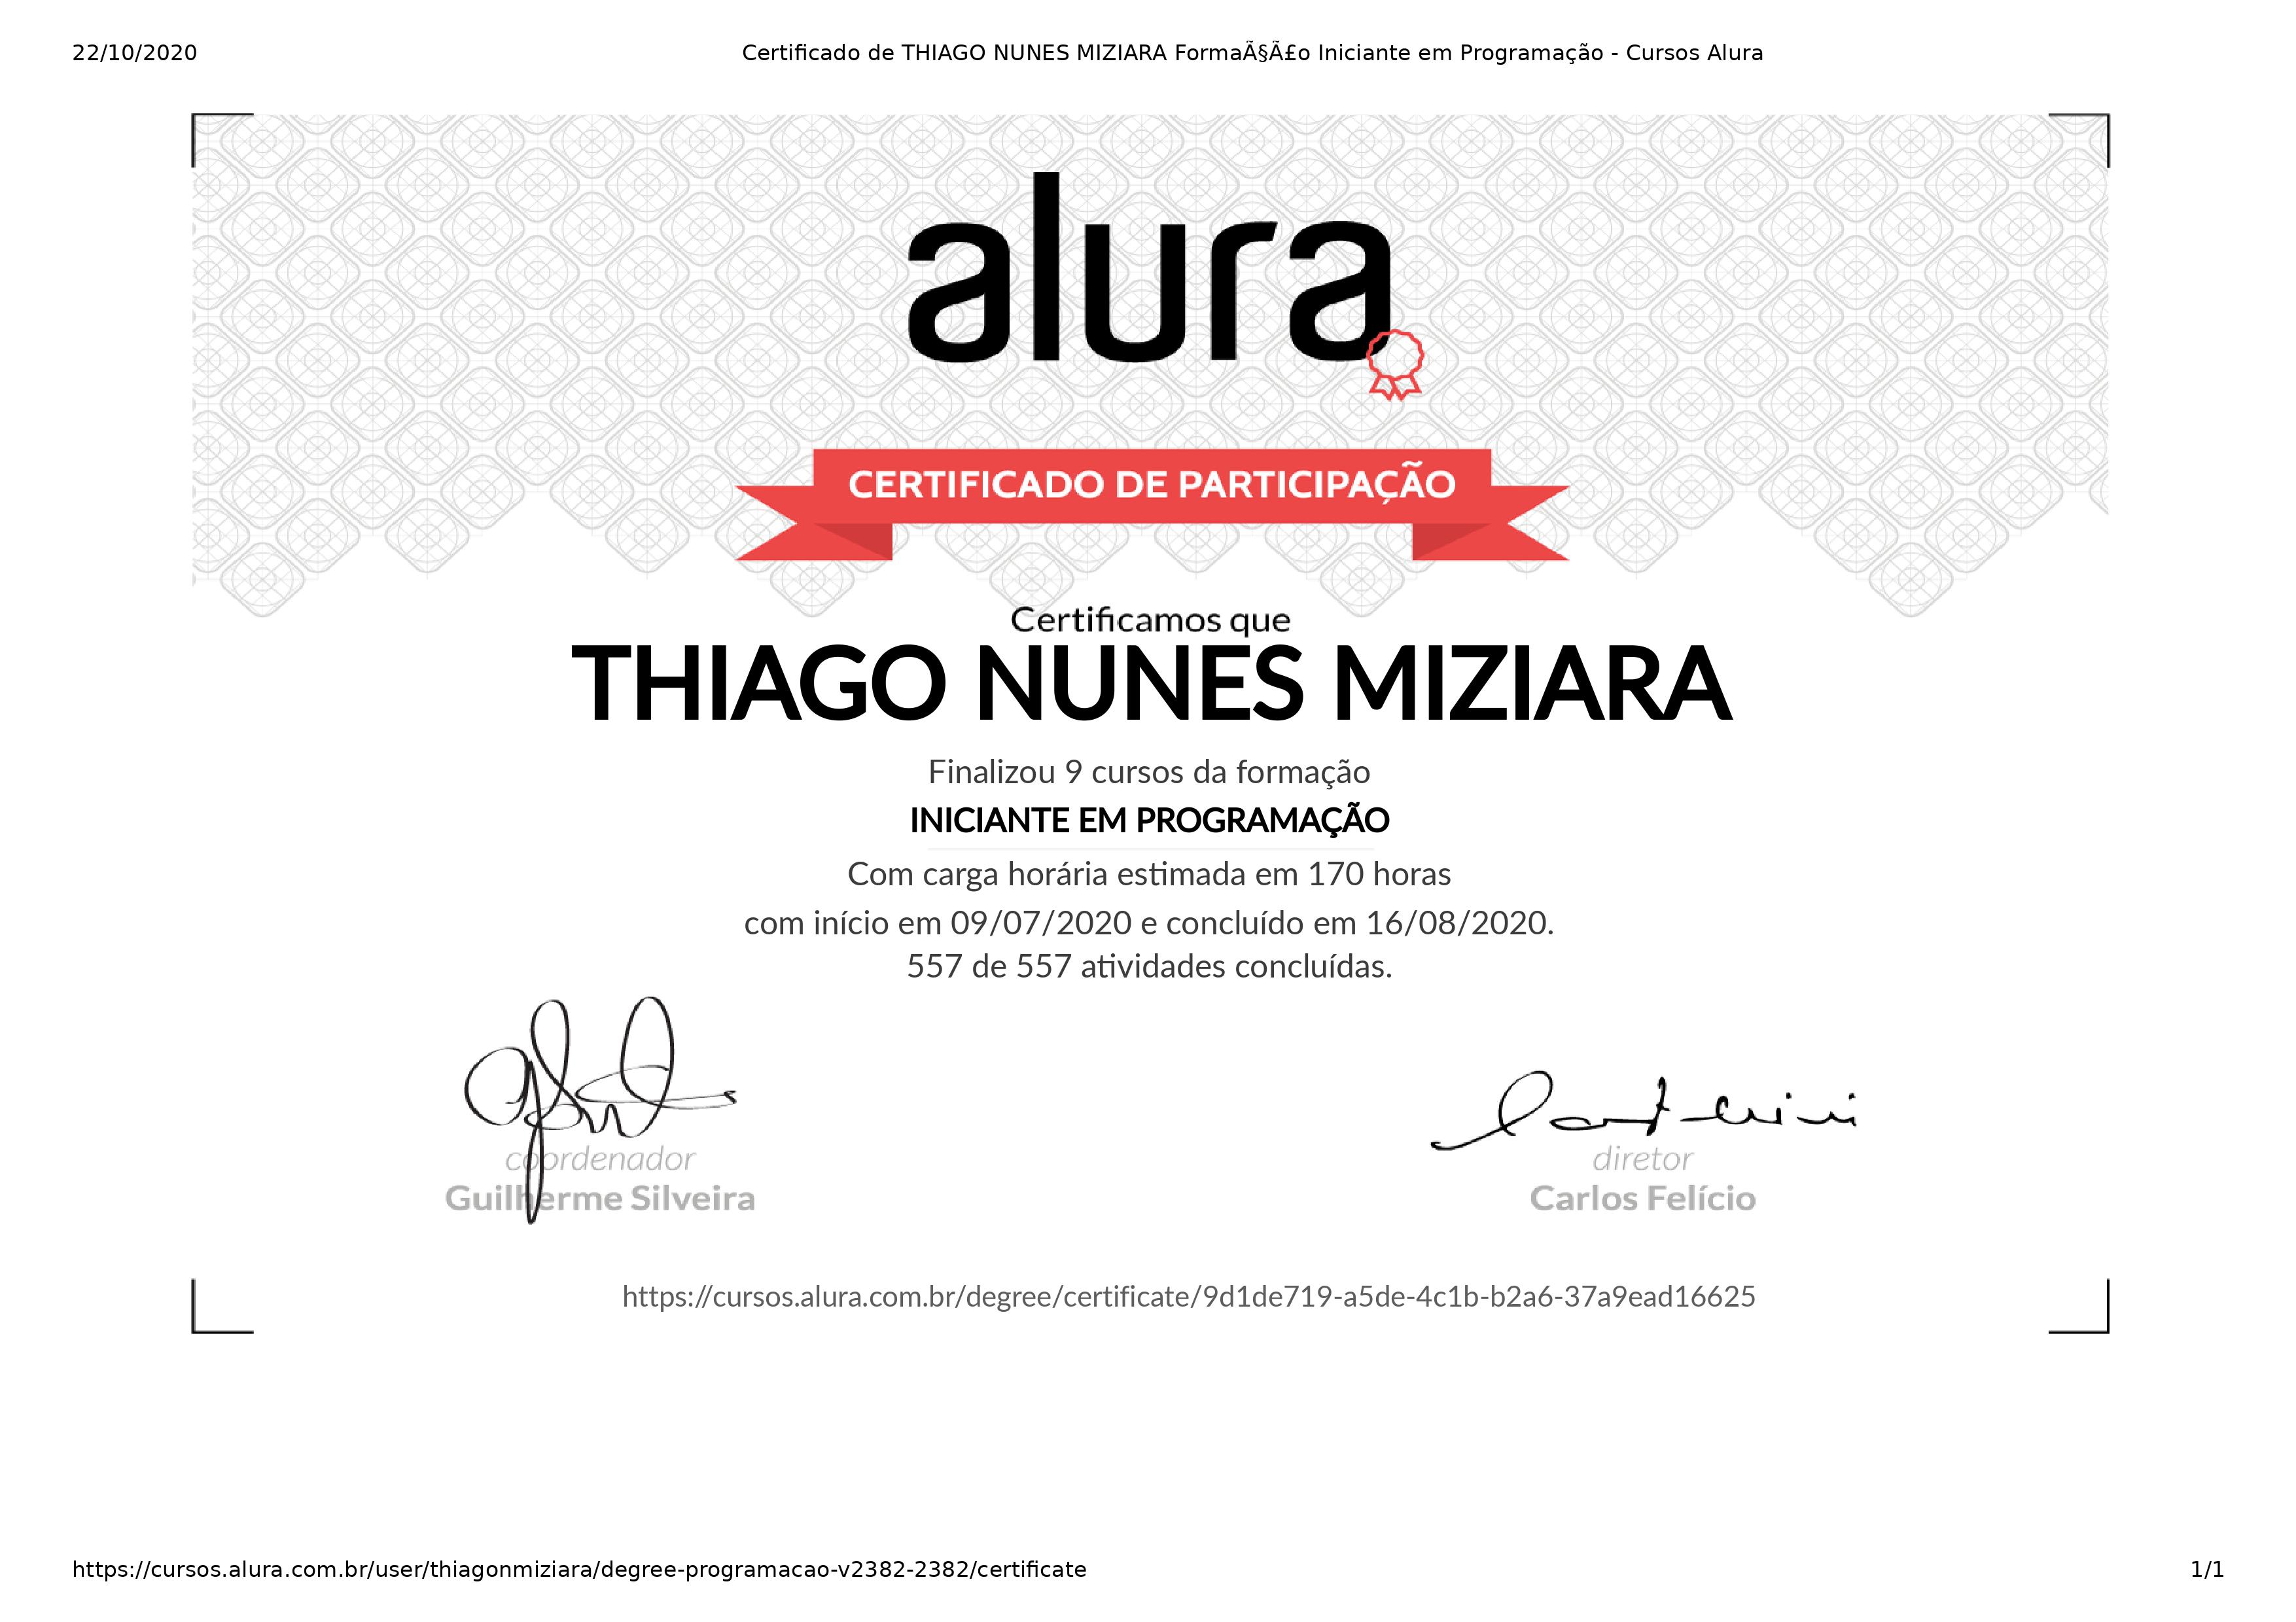 22/10/2020
Certificado de THIAGO NUNES MIZIARA FormaÃ§Ã£o Iniciante em Programação - Cursos Alura
alura
CERTIFICADO DE PARTICIPAÇÃO
Certificamos que
THIAGO NUNES MIZIARA
Finalizou 9 cursos da formação
INICIANTE EM PROGRAMAÇÃO
Com carga horária estimada em 170 horas
com início em 09/07/2020 e concluído em 16/08/2020.
557 de 557 atividades concluídas.
coordenador
Guilherme Silveira
diretor
Carlos Felício
https://cursos.alura.com.br/degree/certificate/9d1de719-a5de-4c1b-b2a6-37a9ead16625
https://cursos.alura.com.br/user/thiagonmiziara/degree-programacao-v2382-2382/certificate
1/1